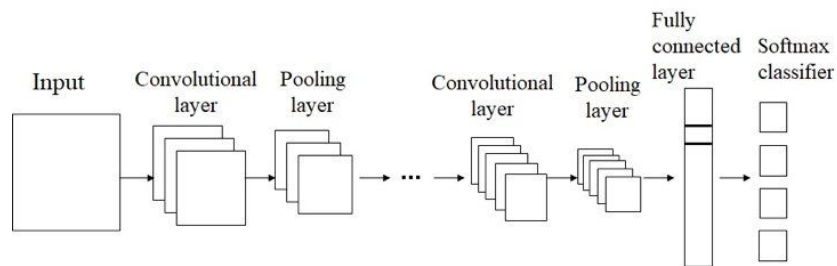 Input
Convolutional
layer
Pooling
layer
...
Convolutional
layer
Pooling
layer
Fully
connected
layer
Softmax
classifier